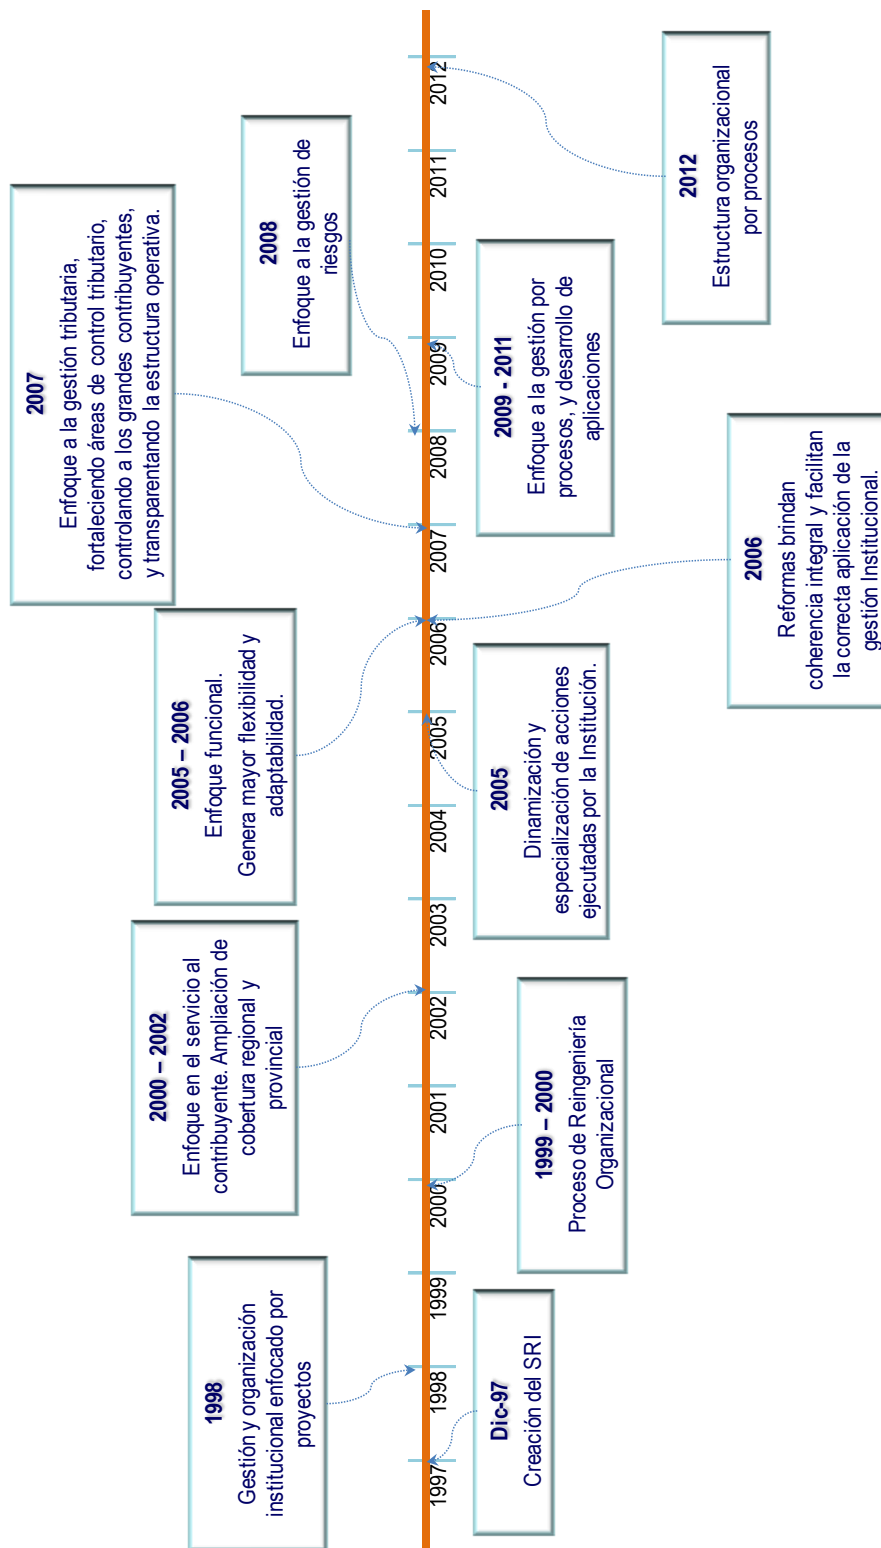 1998
Gestión y organización
institucional enfocado por
proyectos
2000 – 2002
Enfoque en el servicio al
contribuyente. Ampliación de
cobertura regional y
provincial
2005 – 2006
Enfoque funcional.
Genera mayor flexibilidad y
adaptabilidad.
2007
Enfoque a la gestión tributaria,
fortaleciendo áreas de control tributario,
controlando a los grandes contribuyentes,
y transparentando la estructura operativa.
2008
Enfoque a la gestión de
riesgos
1997
1998
1999
2000
2001
2002
2003
2004
2005
2006
2007
2008
2009
2010
2011
2012
Dic-97
Creación del SRI
1999 – 2000
Proceso de Reingeniería
Organizacional
2005
Dinamización y
especialización de acciones
ejecutadas por la Institución.
2006
Reformas brindan
coherencia integral y facilitan
la correcta aplicación de la
gestión Institucional.
2009 - 2011
Enfoque a la gestión por
procesos, y desarrollo de
aplicaciones
2012
Estructura organizacional
por procesos